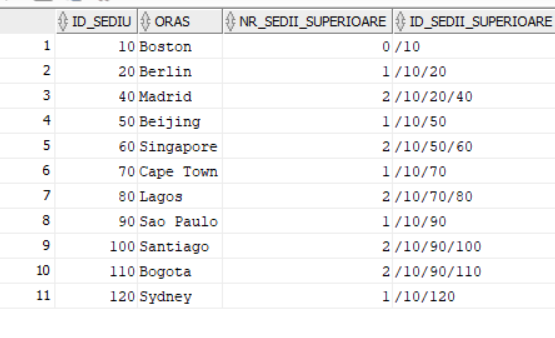 ID_SEDIU ORAS NR_SEDII_SUPERIOARE ID_SEDII_SUPERIOARE
1 10 Boston 0 /10
2 20 Berlin 1 /10/20
3 40 Madrid 2 /10/20/40
4 50 Beijing 1 /10/50
5 60 Singapore 2 /10/50/60
6 70 Cape Town 1 /10/70
7 80 Lagos 2 /10/70/80
8 90 Sao Paulo 1 /10/90
9 100 Santiago 2 /10/90/100
10 110 Bogota 2 /10/90/110
11 120 Sydney 1 /10/120